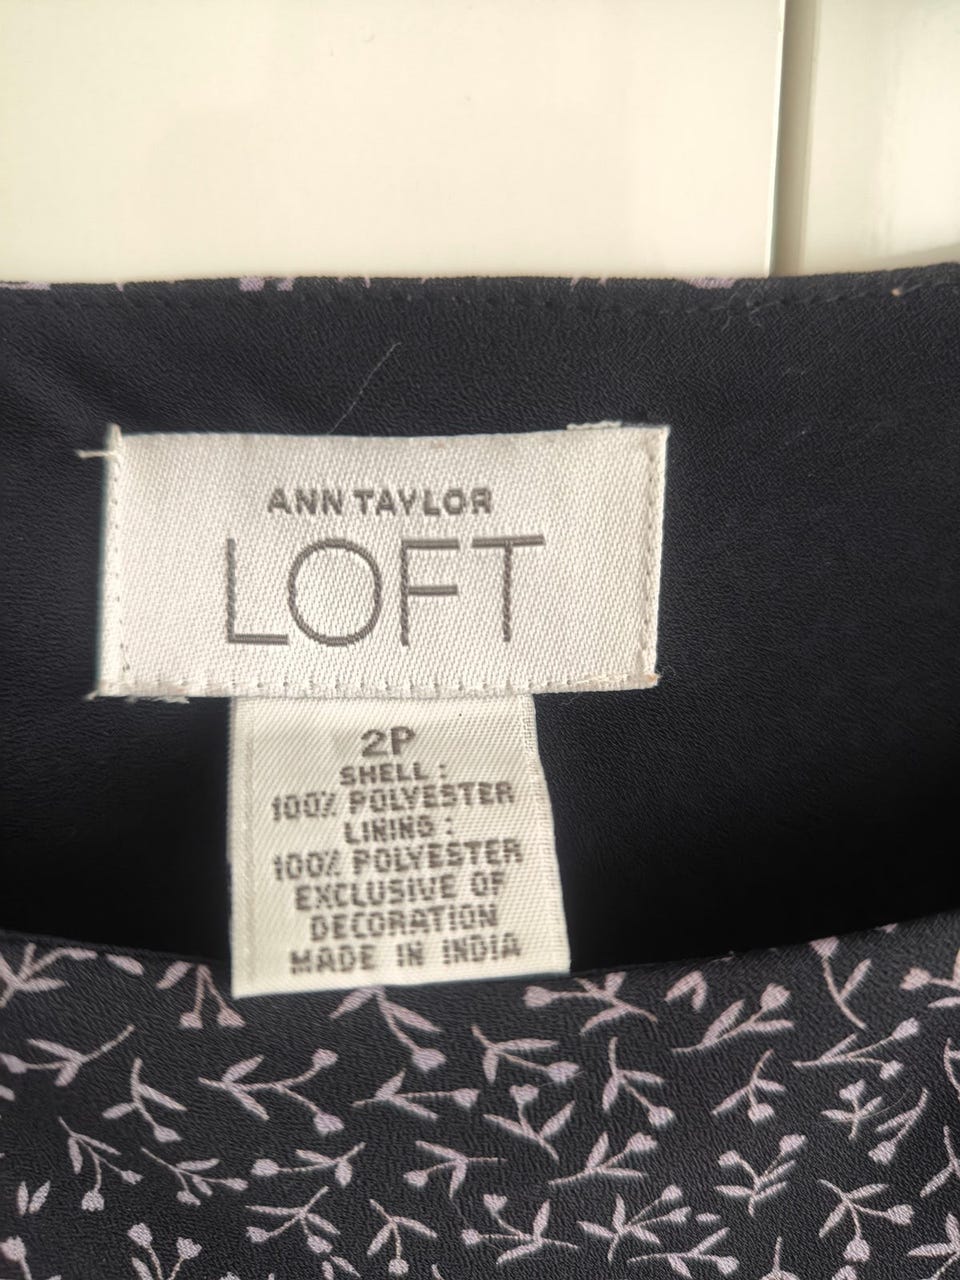 ANN TAYLOR
LOFT
2P
SHELL :
100% POLYESTER
LINING :
100% POLYESTER
EXCLUSIVE OF
DECORATION
MADE IN INDIA